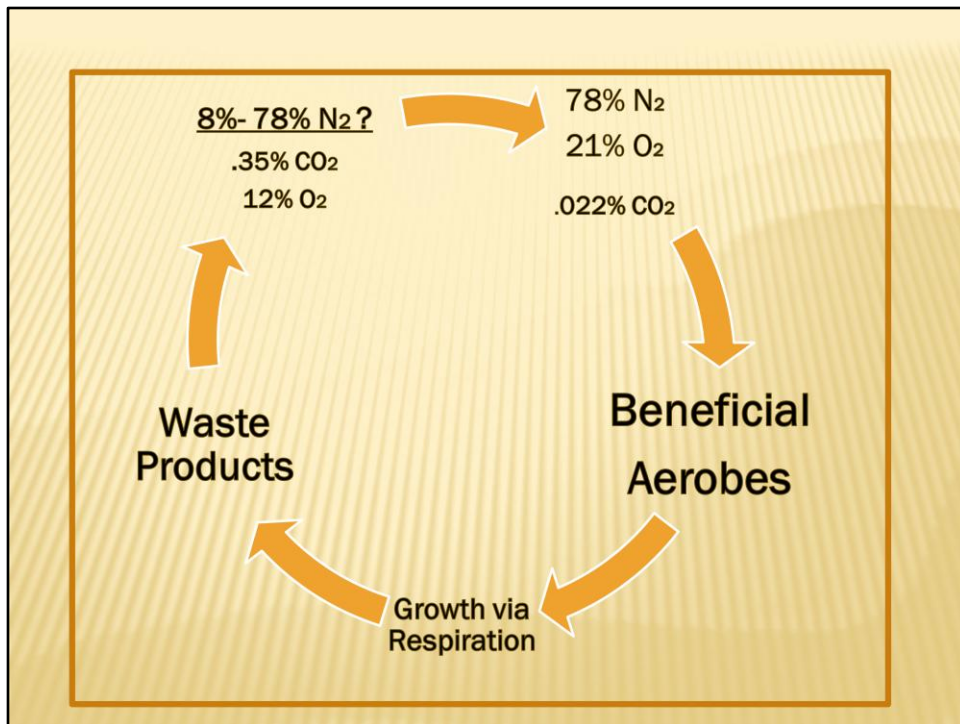 8%- 78% N₂ ?
.35% CO₂
12% O₂
78% N₂
21% O₂
.022% CO₂
Beneficial
Aerobes
Growth via
Respiration
Waste
Products